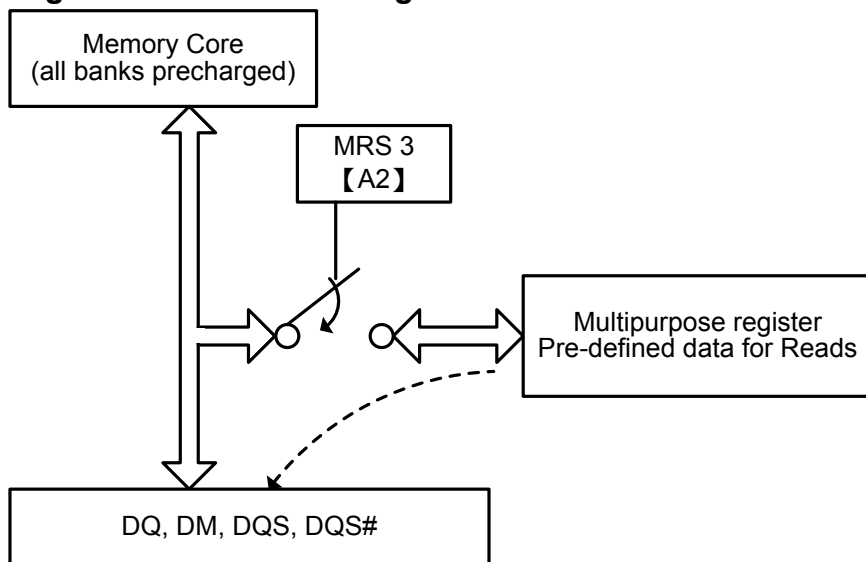 Memory Core
(all banks precharged)
MRS 3
【A2】
Multipurpose register
Pre-defined data for Reads
DQ, DM, DQS, DQS#